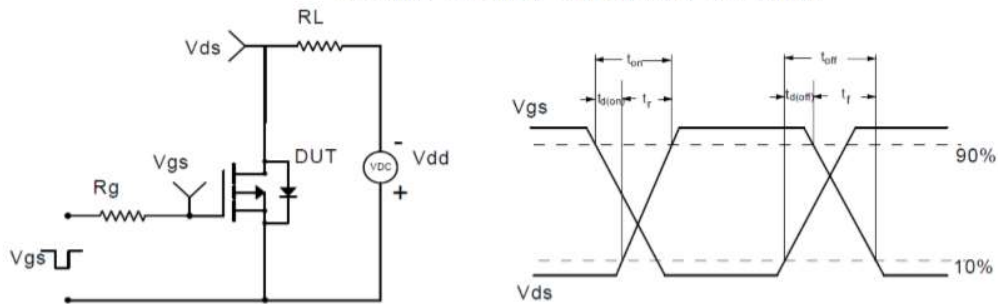 RL
Vds
Vgs
DUT
Rg
VDC
-
Vdd
+
Vgs
ton
toff
td(on)
tr
td(off)
tf
Vgs
90%
10%
Vds